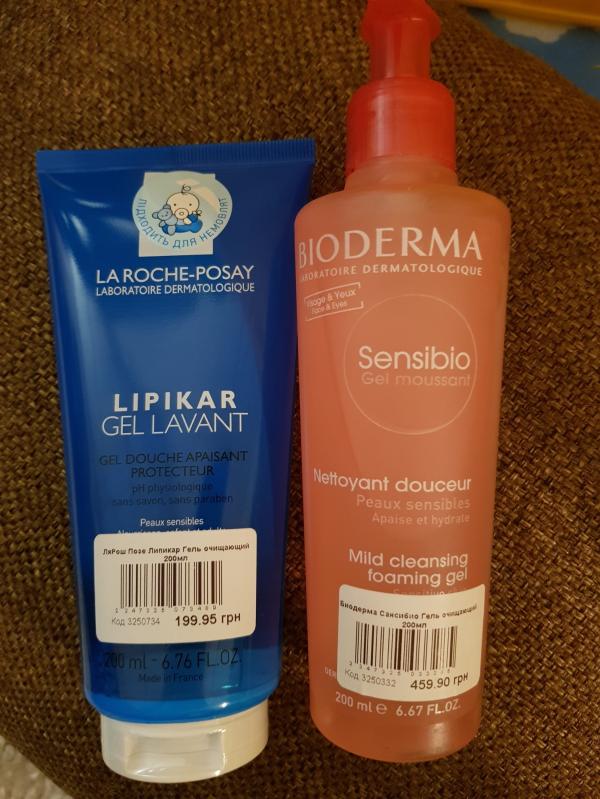 ПІДХОДИТЬ ДЛЯ НЕМОВЛЯТ
LA ROCHE-POSAY
LABORATOIRE DERMATOLOGIQUE
LIPIKAR
GEL LAVANT
GEL DOUCHE APAISANT
PROTECTEUR
pH physiologique
sans savon, sans paraben
Peaux sensibles
ЛяРош Позе Липикар Гель очищающий
200мл
Код 3250734
199.95 грн
200 ml - 6.76 FL.OZ.
Made in France
BIODERMA
LABORATOIRE DERMATOLOGIQUE
Visage & Yeux
Face & Eyes
Sensibio
Gel moussant
Nettoyant douceur
Peaux sensibles
Apaise et hydrate
Mild cleansing
foaming gel
Биодерма Сансибио Гель очищающий
200мл
Код 3250332
459.90 грн
200 ml e 6.67 FL.OZ.